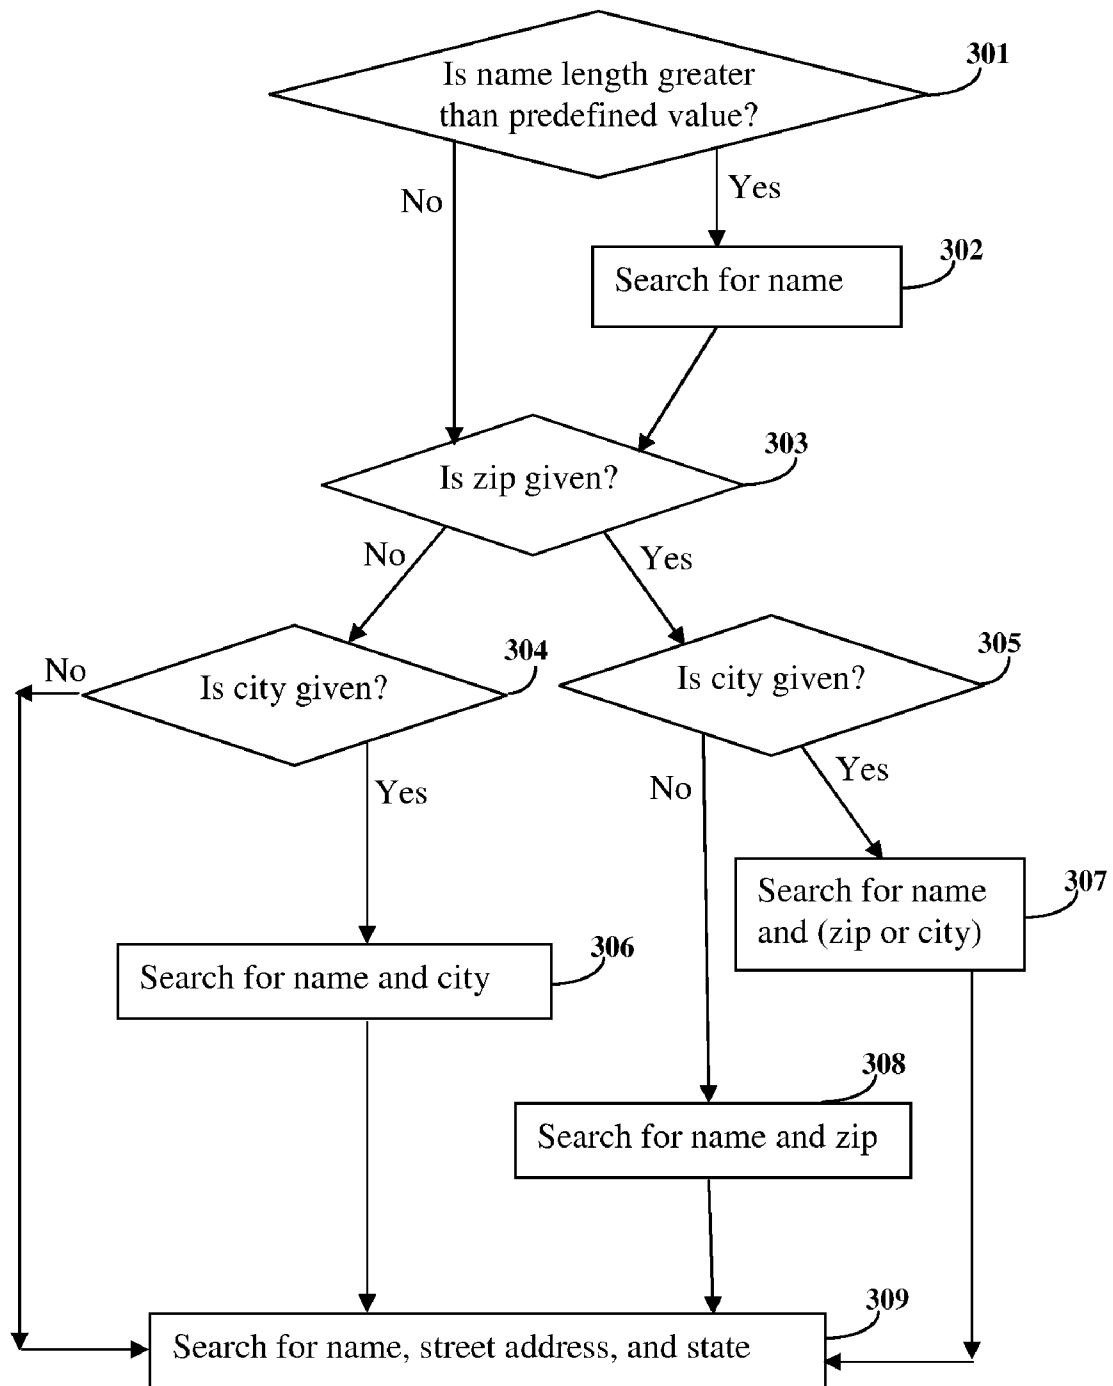 301
Is name length greater
than predefined value?
No
Yes
302
Search for name
303
Is zip given?
No
Yes
304
305
No
Is city given?
Is city given?
Yes
No
Yes
307
Search for name
and (zip or city)
306
Search for name and city
308
Search for name and zip
309
Search for name, street address, and state